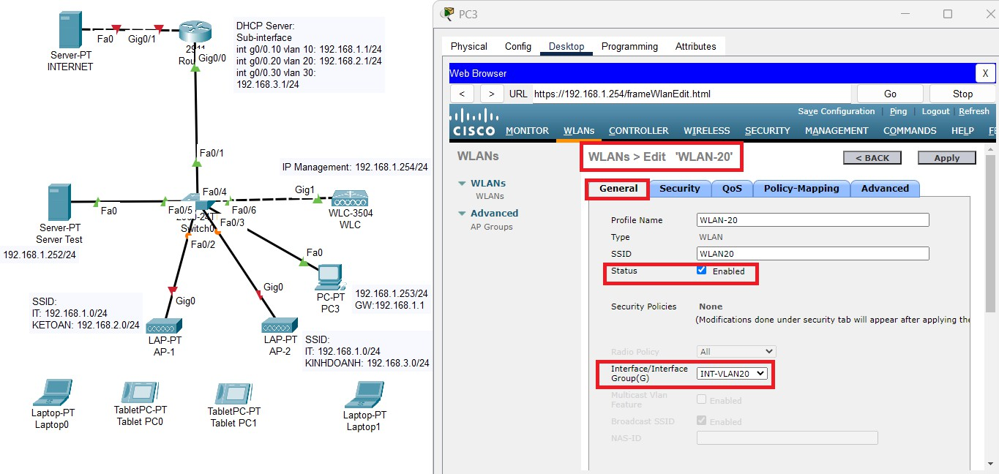 Server-PT
INTERNET
Fa0
Gig0/1
Gig0/0
DHCP Server:
Sub-interface
int g0/0.10 vlan 10: 192.168.1.1/24
int g0/0.20 vlan 20: 192.168.2.1/24
int g0/0.30 vlan 30:
192.168.3.1/24
Fa0/1
IP Management: 192.168.1.254/24
Fa0/4
Gig1
Fa0
Fa0/5
Fa0/6
Fa0/3
Switch0
Fa0/2
WLC-3504
WLC
Server-PT
Server Test
192.168.1.252/24
Fa0
PC-PT
PC3
192.168.1.253/24
GW:192.168.1.1
Gig0
Gig0
SSID:
IT: 192.168.1.0/24
KETOAN: 192.168.2.0/24
LAP-PT
AP-1
LAP-PT
AP-2
SSID:
IT: 192.168.1.0/24
KINHDOANH: 192.168.3.0/24
Laptop-PT
Laptop0
TabletPC-PT
Tablet PC0
TabletPC-PT
Tablet PC1
Laptop-PT
Laptop1
PC3
Physical Config Desktop Programming Attributes
Web Browser X
< > URL https://192.168.1.254/frameWlanEdit.html Go Stop
Save Configuration | Ping | Logout | Refresh
CISCO MONITOR WLANs CONTROLLER WIRELESS SECURITY MANAGEMENT COMMANDS HELP
WLANs
WLANs
WLANs
Advanced
AP Groups
WLANs > Edit 'WLAN-20' < BACK Apply
General Security QoS Policy-Mapping Advanced
Profile Name WLAN-20
Type WLAN
SSID WLAN20
Status Enabled
Security Policies None
(Modifications done under security tab will appear after applying the
Radio Policy All
Interface/Interface
Group(G) INT-VLAN20
Multicast Vlan
Feature Enabled
Broadcast SSID Enabled
NAS-ID